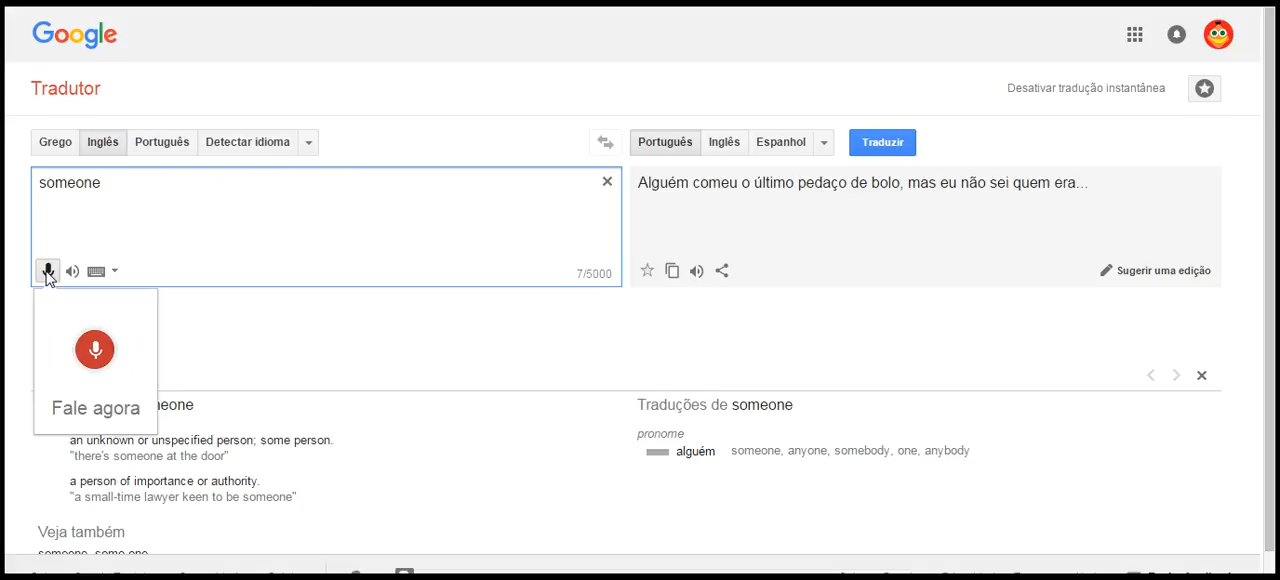 Google
Tradutor
Desativar tradução instantânea
Grego Inglês Português Detectar idioma
Português Inglês Espanhol Traduzir
someone
Alguém comeu o último pedaço de bolo, mas eu não sei quem era...
7/5000
Sugerir uma edição
Fale agora
eone
an unknown or unspecified person; some person.
"there's someone at the door"
a person of importance or authority.
"a small-time lawyer keen to be someone"
Veja também
someone, some one
Traduções de someone
pronome
alguém someone, anyone, somebody, one, anybody